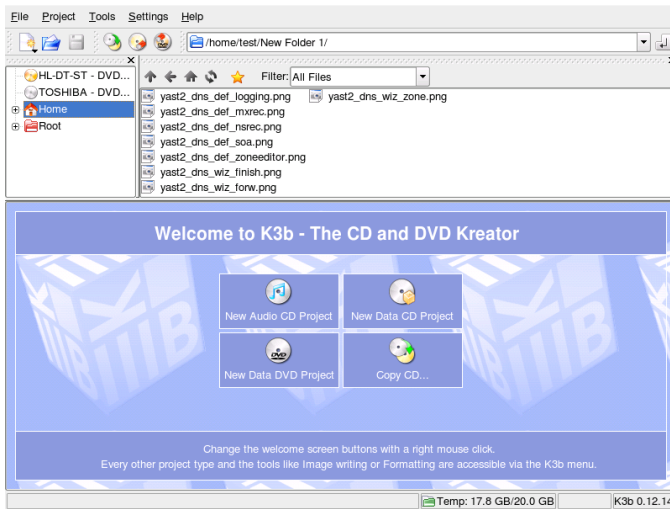 File Project Tools Settings Help
/home/test/New Folder 1/
HL-DT-ST - DVD...
TOSHIBA - DVD...
Home
Root
Filter: All Files
yast2_dns_def_logging.png yast2_dns_wiz_zone.png
yast2_dns_def_mxrec.png
yast2_dns_def_nsrec.png
yast2_dns_def_soa.png
yast2_dns_def_zoneeditor.png
yast2_dns_wiz_finish.png
yast2_dns_wiz_forw.png
Welcome to K3b - The CD and DVD Kreator
New Audio CD Project New Data CD Project
New Data DVD Project Copy CD...
Change the welcome screen buttons with a right mouse click.
Every other project type and the tools like Image writing or Formatting are accessible via the K3b menu.
Temp: 17.8 GB/20.0 GB K3b 0.12.14